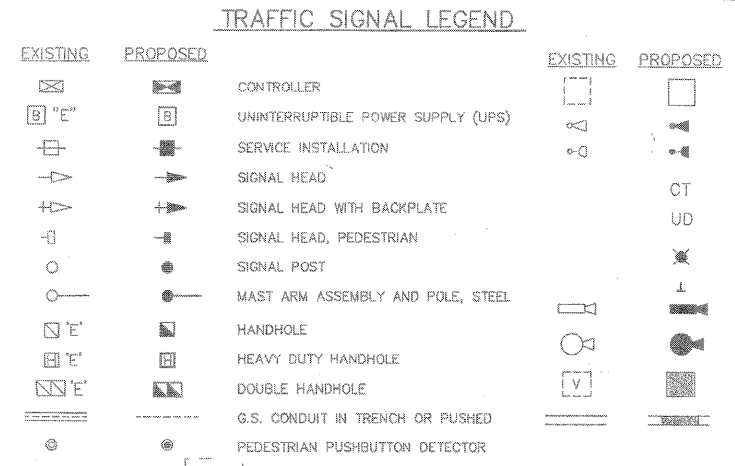 TRAFFIC SIGNAL LEGEND
EXISTING PROPOSED EXISTING PROPOSED
CONTROLLER
B "E" B UNINTERRUPTIBLE POWER SUPPLY (UPS)
SERVICE INSTALLATION
SIGNAL HEAD
CT
SIGNAL HEAD WITH BACKPLATE
UD
SIGNAL HEAD, PEDESTRIAN
SIGNAL POST
MAST ARM ASSEMBLY AND POLE, STEEL
'E' HANDHOLE
H 'E' H HEAVY DUTY HANDHOLE
'E' DOUBLE HANDHOLE V
G.S. CONDUIT IN TRENCH OR PUSHED
PEDESTRIAN PUSHBUTTON DETECTOR